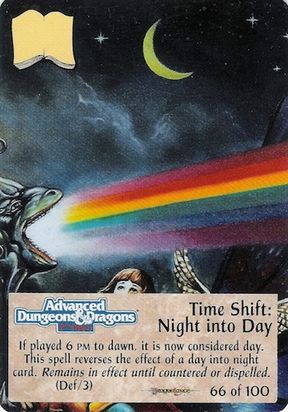 Advanced
Dungeons & Dragons
Time Shift:
Night into Day
If played 6 PM to dawn, it is now considered day.
This spell reverses the effect of a day into night
card. Remains in effect until countered or dispelled.
(Def/3)
66 of 100